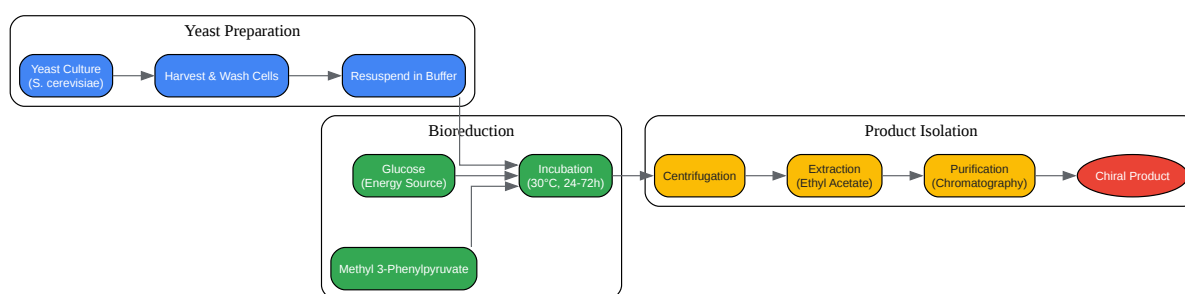 Yeast Preparation
Yeast Culture
(S. cerevisiae)
Harvest & Wash Cells
Resuspend in Buffer
Bioreduction
Glucose
(Energy Source)
Incubation
(30°C, 24-72h)
Methyl 3-Phenylpyruvate
Product Isolation
Centrifugation
Extraction
(Ethyl Acetate)
Purification
(Chromatography)
Chiral Product